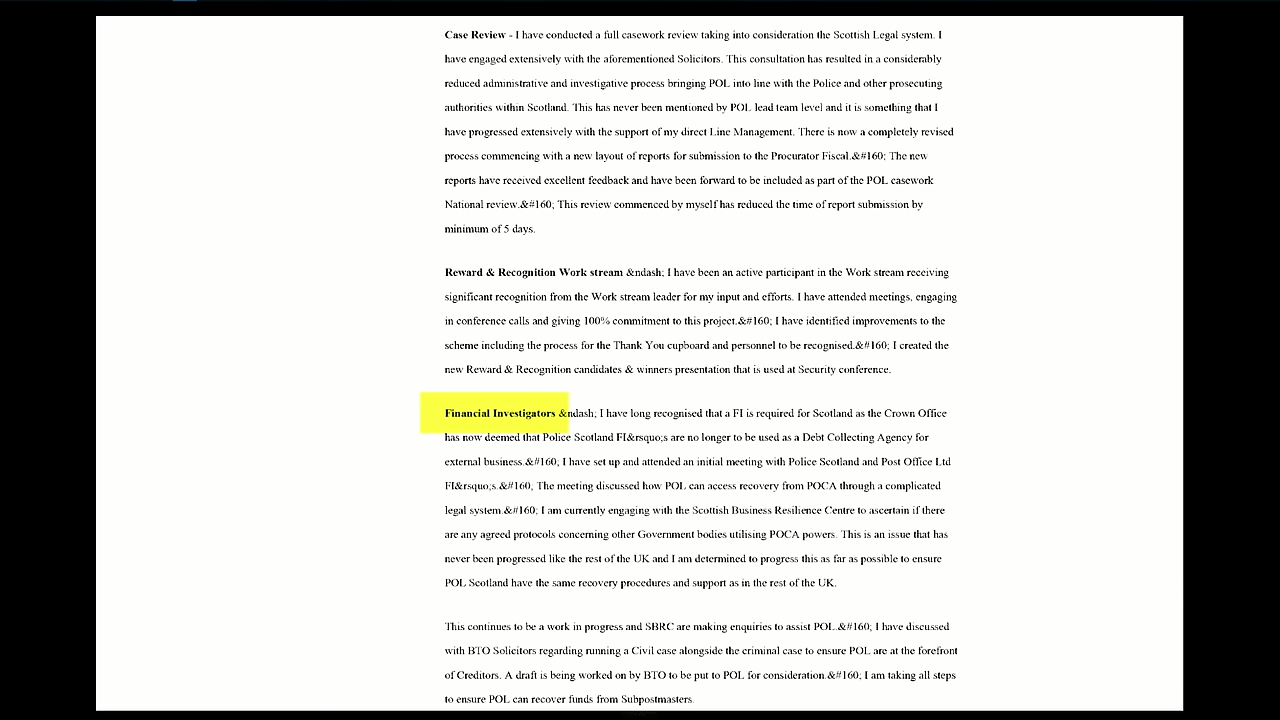 Case Review - I have conducted a full casework review taking into consideration the Scottish Legal system. I
have engaged extensively with the aforementioned Solicitors. This consultation has resulted in a considerably
reduced administrative and investigative process bringing POL into line with the Police and other prosecuting
authorities within Scotland. This has never been mentioned by POL lead team level and it is something that I
have progressed extensively with the support of my direct Line Management. There is now a completely revised
process commencing with a new layout of reports for submission to the Procurator Fiscal.&#160; The new
reports have received excellent feedback and have been forward to be included as part of the POL casework
National review.&#160; This review commenced by myself has reduced the time of report submission by
minimum of 5 days.
Reward & Recognition Work stream &ndash; I have been an active participant in the Work stream receiving
significant recognition from the Work stream leader for my input and efforts. I have attended meetings, engaging
in conference calls and giving 100% commitment to this project.&#160; I have identified improvements to the
scheme including the process for the Thank You cupboard and personnel to be recognised.&#160; I created the
new Reward & Recognition candidates & winners presentation that is used at Security conference.
Financial Investigators &ndash; I have long recognised that a FI is required for Scotland as the Crown Office
has now deemed that Police Scotland FI&rsquo;s are no longer to be used as a Debt Collecting Agency for
external business.&#160; I have set up and attended an initial meeting with Police Scotland and Post Office Ltd
FI&rsquo;s.&#160; The meeting discussed how POL can access recovery from POCA through a complicated
legal system.&#160; I am currently engaging with the Scottish Business Resilience Centre to ascertain if there
are any agreed protocols concerning other Government bodies utilising POCA powers. This is an issue that has
never been progressed like the rest of the UK and I am determined to progress this as far as possible to ensure
POL Scotland have the same recovery procedures and support as in the rest of the UK.
This continues to be a work in progress and SBRC are making enquiries to assist POL.&#160; I have discussed
with BTO Solicitors regarding running a Civil case alongside the criminal case to ensure POL are at the forefront
of Creditors. A draft is being worked on by BTO to be put to POL for consideration.&#160; I am taking all steps
to ensure POL can recover funds from Subpostmasters.